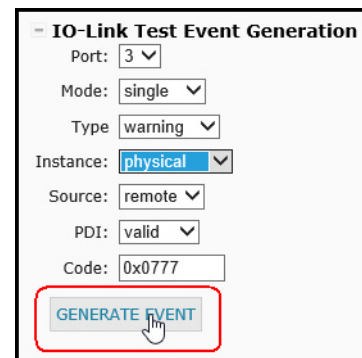 IO-Link Test Event Generation
Port: 3
Mode: single
Type warning
Instance: physical
Source: remote
PDI: valid
Code: 0x0777
GENERATE EVENT